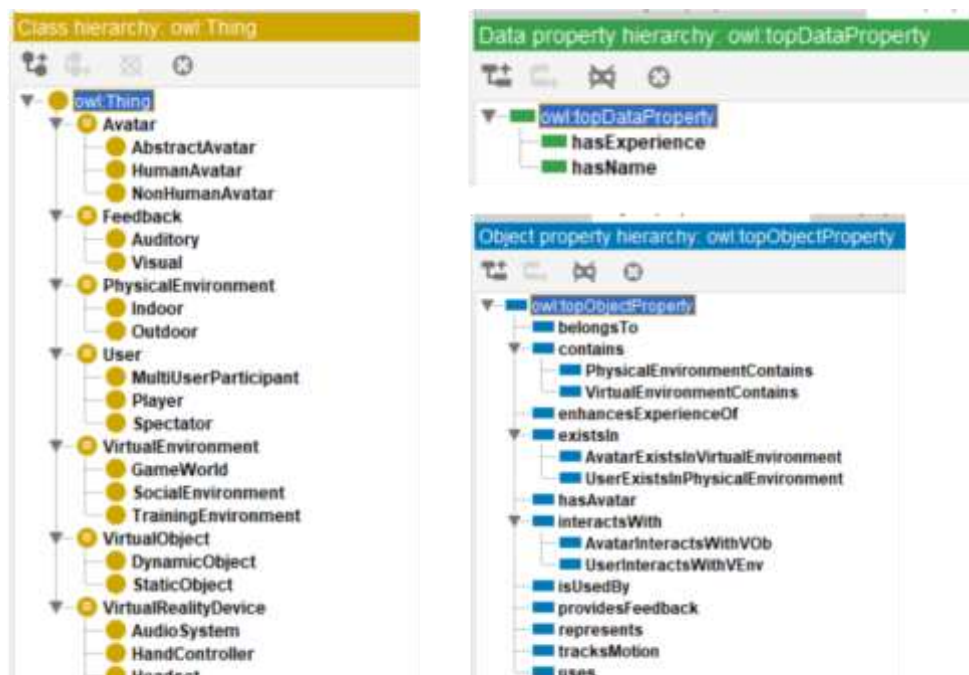 Class hierarchy: owl:Thing
owl:Thing
Avatar
AbstractAvatar
HumanAvatar
NonHumanAvatar
Feedback
Auditory
Visual
PhysicalEnvironment
Indoor
Outdoor
User
MultiUserParticipant
Player
Spectator
VirtualEnvironment
GameWorld
SocialEnvironment
TrainingEnvironment
VirtualObject
DynamicObject
StaticObject
VirtualRealityDevice
AudioSystem
HandController
Headset
Data property hierarchy: owl:topDataProperty
owl:topDataProperty
hasExperience
hasName
Object property hierarchy: owl:topObjectProperty
owl:topObjectProperty
belongsTo
contains
PhysicalEnvironmentContains
VirtualEnvironmentContains
enhancesExperienceOf
existsIn
AvatarExistsInVirtualEnvironment
UserExistsInPhysicalEnvironment
hasAvatar
interactsWith
AvatarInteractsWithVOb
UserInteractsWithVEnv
isUsedBy
providesFeedback
represents
tracksMotion
uses